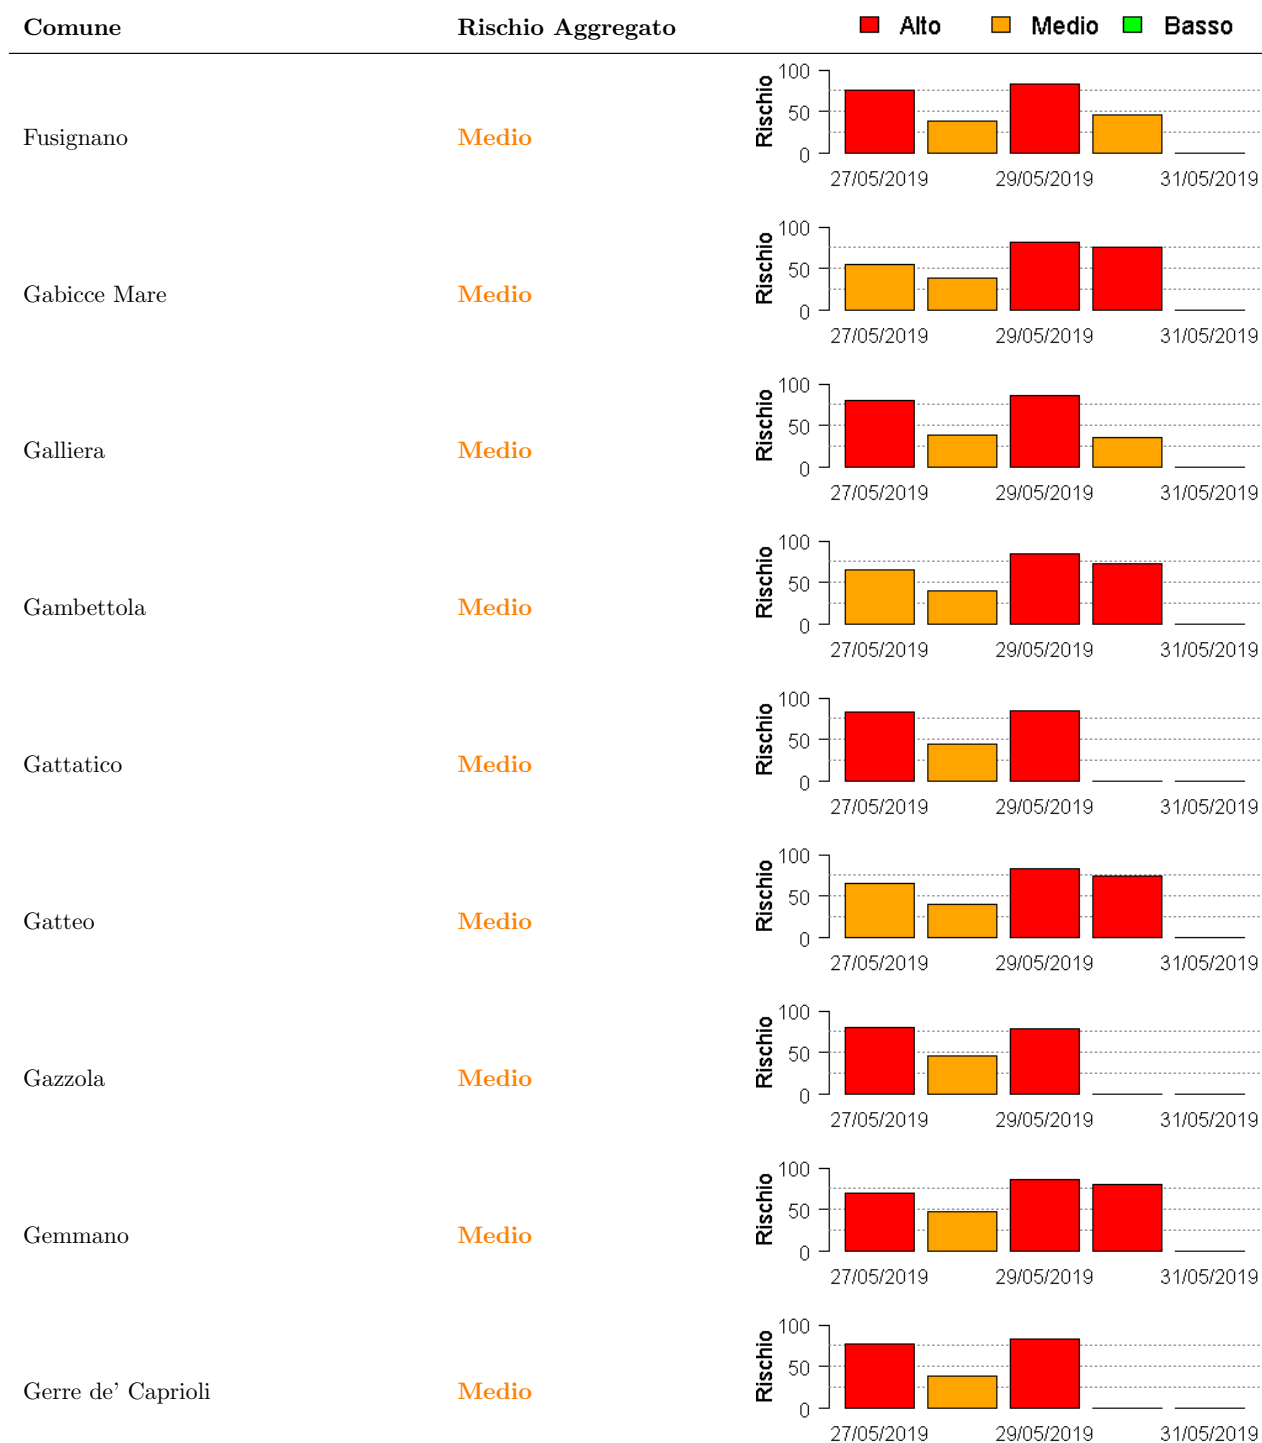 Comune Rischio Aggregato Alto Medio Basso
Fusignano Medio
Rischio
100
50
0
27/05/2019 29/05/2019 31/05/2019
Gabicce Mare Medio
Rischio
100
50
0
27/05/2019 29/05/2019 31/05/2019
Galliera Medio
Rischio
100
50
0
27/05/2019 29/05/2019 31/05/2019
Gambettola Medio
Rischio
100
50
0
27/05/2019 29/05/2019 31/05/2019
Gattatico Medio
Rischio
100
50
0
27/05/2019 29/05/2019 31/05/2019
Gatteo Medio
Rischio
100
50
0
27/05/2019 29/05/2019 31/05/2019
Gazzola Medio
Rischio
100
50
0
27/05/2019 29/05/2019 31/05/2019
Gemmano Medio
Rischio
100
50
0
27/05/2019 29/05/2019 31/05/2019
Gerre de' Caprioli Medio
Rischio
100
50
0
27/05/2019 29/05/2019 31/05/2019